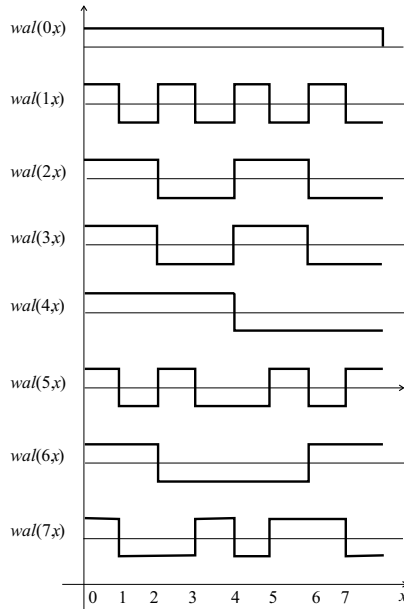 wal(0,x)
wal(1,x)
wal(2,x)
wal(3,x)
wal(4,x)
wal(5,x)
wal(6,x)
wal(7,x)
0 1 2 3 4 5 6 7 x